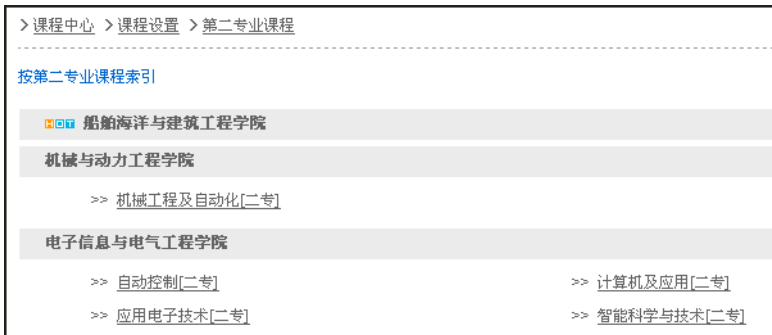 >课程中心 >课程设置 >第二专业课程
按第二专业课程索引
HOT 船舶海洋与建筑工程学院
机械与动力工程学院
>> 机械工程及自动化[二专]
电子信息与电气工程学院
>> 自动控制[二专] >> 计算机及应用[二专]
>> 应用电子技术[二专] >> 智能科学与技术[二专]